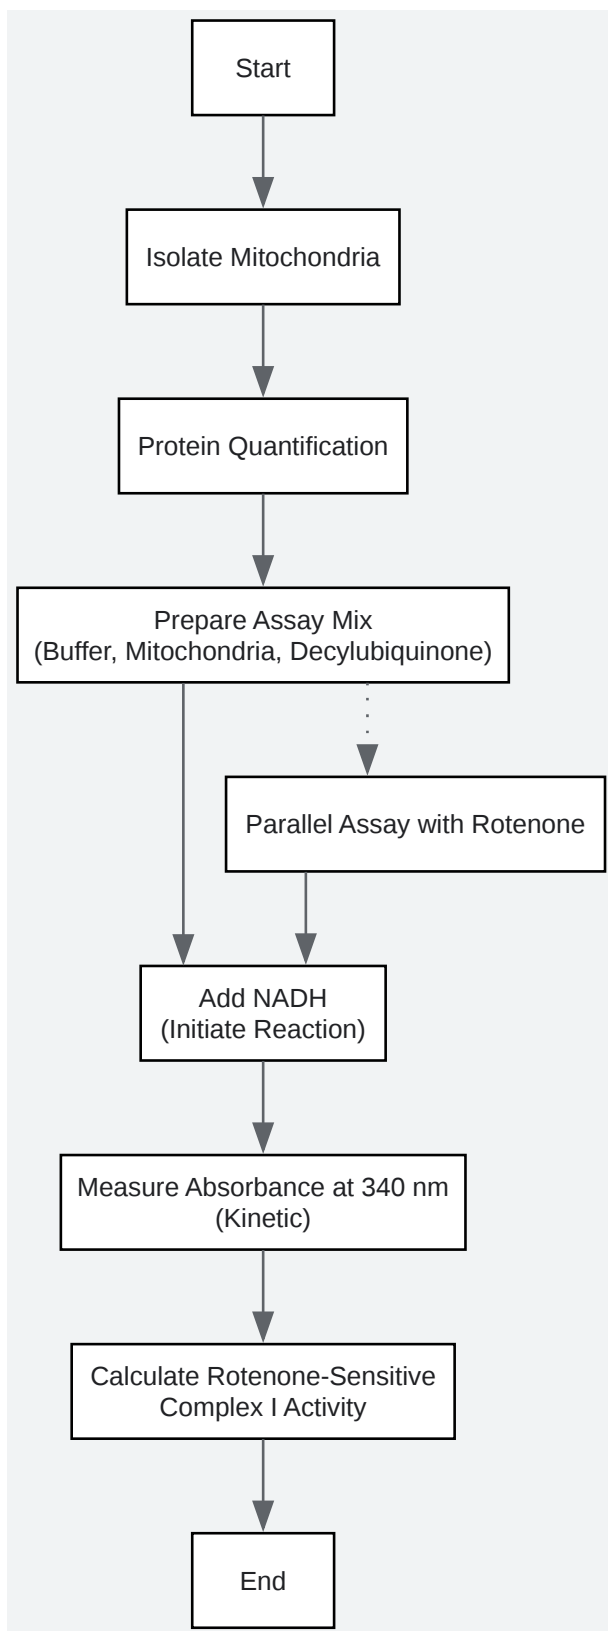 Start
Isolate Mitochondria
Protein Quantification
Prepare Assay Mix
(Buffer, Mitochondria, Decylubiquinone)
Parallel Assay with Rotenone
Add NADH
(Initiate Reaction)
Measure Absorbance at 340 nm
(Kinetic)
Calculate Rotenone-Sensitive
Complex I Activity
End